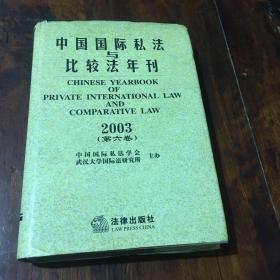 中国国际私法
与
比较法年刊
CHINESE YEARBOOK
OF
PRIVATE INTERNATIONAL LAW
AND
COMPARATIVE LAW
2003
(第六卷)
中国国际私法学会
武汉大学国际法研究所
主办
法律出版社
LAW PRESS CHINA